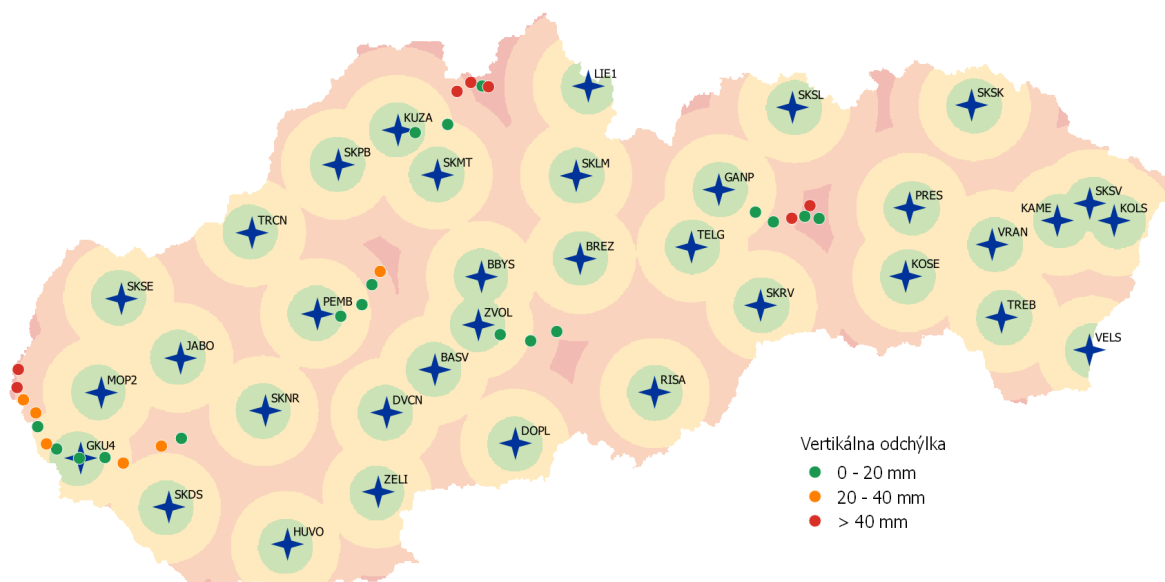 LIE1
SKSL
SKSK
KUZA
SKPB
SKMT
SKLM
GANP
PRES
SKSV
KAME
KOLS
TRCN
TELG
VRAN
BREZ
BBYS
KOSE
SKSE
PEMB
SKRV
ZVOL
TREB
JABO
VELS
BASV
MOP2
RISA
SKNR
DVCN
DOPL
GKU4
Vertikálna odchýlka
0 - 20 mm
ZELI
20 - 40 mm
SKDS
> 40 mm
HUVO